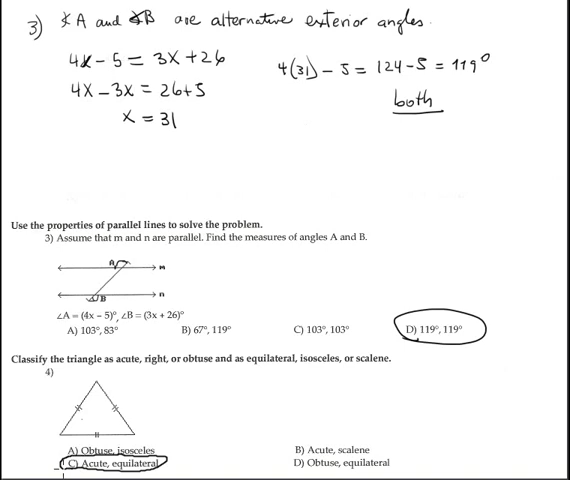 3) ∡A and ∡B are alternative exterior angles.
4x - 5 = 3x + 26
4x - 3x = 26 + 5
x = 31
4(31) - 5 = 124 - 5 = 119°
both
Use the properties of parallel lines to solve the problem.
3) Assume that m and n are parallel. Find the measures of angles A and B.
A
m
B
n
∠A = (4x – 5)°, ∠B = (3x + 26)°
A) 103°, 83° B) 67°, 119° C) 103°, 103° D) 119°, 119°
Classify the triangle as acute, right, or obtuse and as equilateral, isosceles, or scalene.
4)
A) Obtuse, isosceles B) Acute, scalene
C) Acute, equilateral D) Obtuse, equilateral